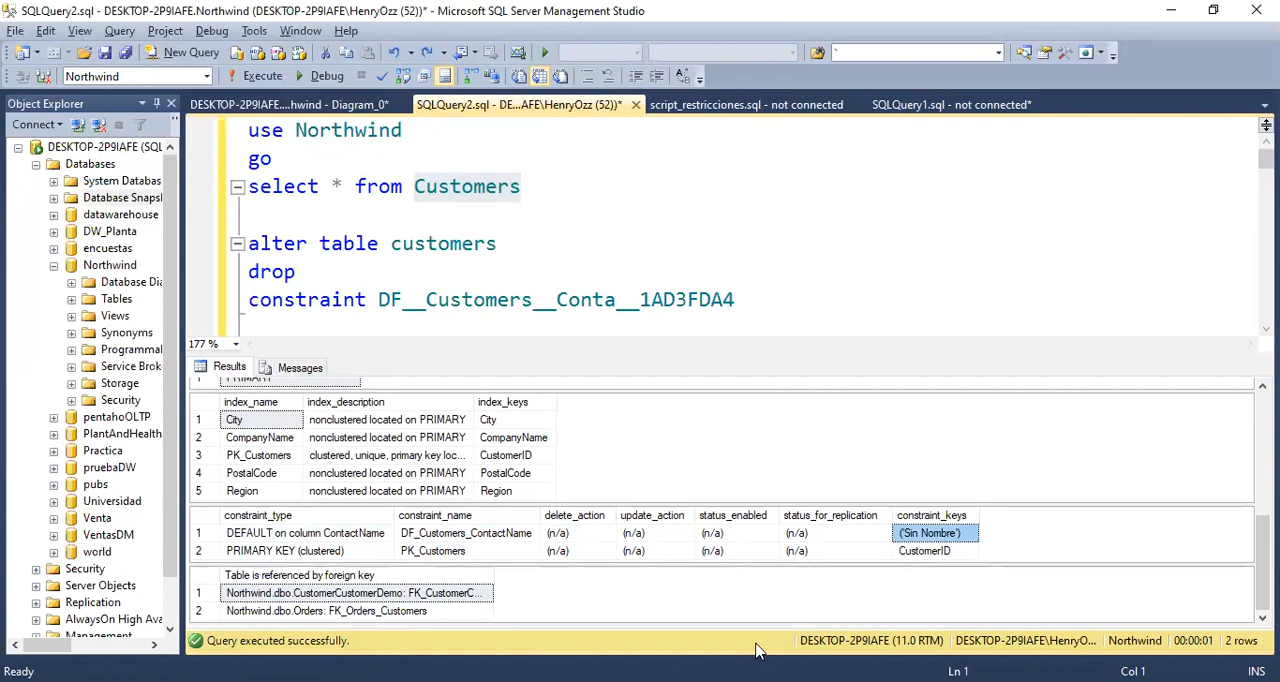 SQLQuery2.sql - DESKTOP-2P9IAFE.Northwind (DESKTOP-2P9IAFE\HenryOzz (52))* - Microsoft SQL Server Management Studio
File Edit View Query Project Debug Tools Window Help
New Query
Northwind Execute Debug
Object Explorer
DESKTOP-2P9IAFE....hwind - Diagram_0* SQLQuery2.sql - DE...AFE\HenryOzz (52))* script_restricciones.sql - not connected SQLQuery1.sql - not connected*
Connect
DESKTOP-2P9IAFE (SQL
Databases
System Databas
Database Snapsl
datawarehouse
DW_Planta
encuestas
Northwind
Database Dia
Tables
Views
Synonyms
Programmal
Service Brok
Storage
Security
pentahoOLTP
PlantAndHealth
Practica
pruebaDW
pubs
Universidad
Venta
VentasDM
world
Security
Server Objects
Replication
AlwaysOn High Ava
Management
use Northwind
go
select * from Customers
alter table customers
drop
constraint DF__Customers__Conta__1AD3FDA4
177 %
Results Messages
1 PRIMARY
index_name index_description index_keys
1 City nonclustered located on PRIMARY City
2 CompanyName nonclustered located on PRIMARY CompanyName
3 PK_Customers clustered, unique, primary key loc... CustomerID
4 PostalCode nonclustered located on PRIMARY PostalCode
5 Region nonclustered located on PRIMARY Region
constraint_type constraint_name delete_action update_action status_enabled status_for_replication constraint_keys
1 DEFAULT on column ContactName DF_Customers_ContactName (n/a) (n/a) (n/a) (n/a) ('Sin Nombre')
2 PRIMARY KEY (clustered) PK_Customers (n/a) (n/a) (n/a) (n/a) CustomerID
Table is referenced by foreign key
1 Northwind.dbo.CustomerCustomerDemo: FK_CustomerC...
2 Northwind.dbo.Orders: FK_Orders_Customers
Query executed successfully. DESKTOP-2P9IAFE (11.0 RTM) DESKTOP-2P9IAFE\HenryO... Northwind 00:00:01 2 rows
Ready Ln 1 Col 1 INS